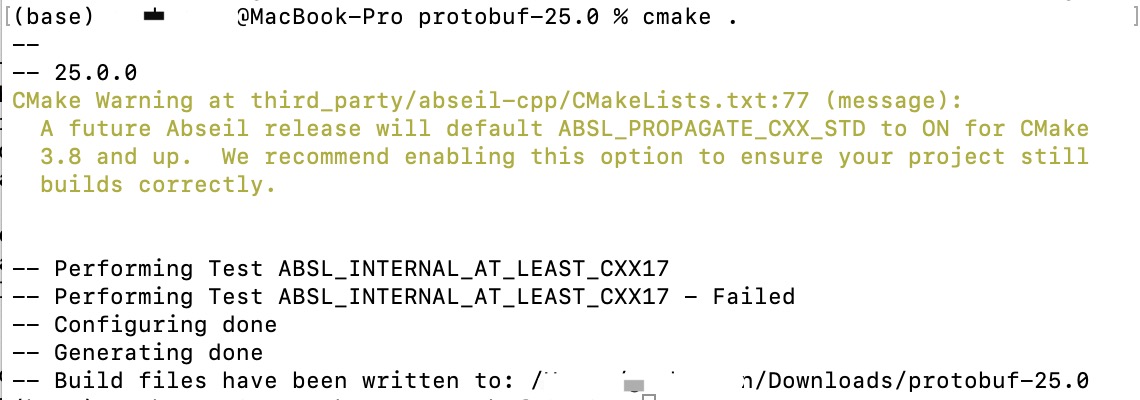 (base) @MacBook-Pro protobuf-25.0 % cmake .
--
-- 25.0.0
CMake Warning at third_party/abseil-cpp/CMakeLists.txt:77 (message):
A future Abseil release will default ABSL_PROPAGATE_CXX_STD to ON for CMake
3.8 and up.  We recommend enabling this option to ensure your project still
builds correctly.
-- Performing Test ABSL_INTERNAL_AT_LEAST_CXX17
-- Performing Test ABSL_INTERNAL_AT_LEAST_CXX17 - Failed
-- Configuring done
-- Generating done
-- Build files have been written to: / n/Downloads/protobuf-25.0